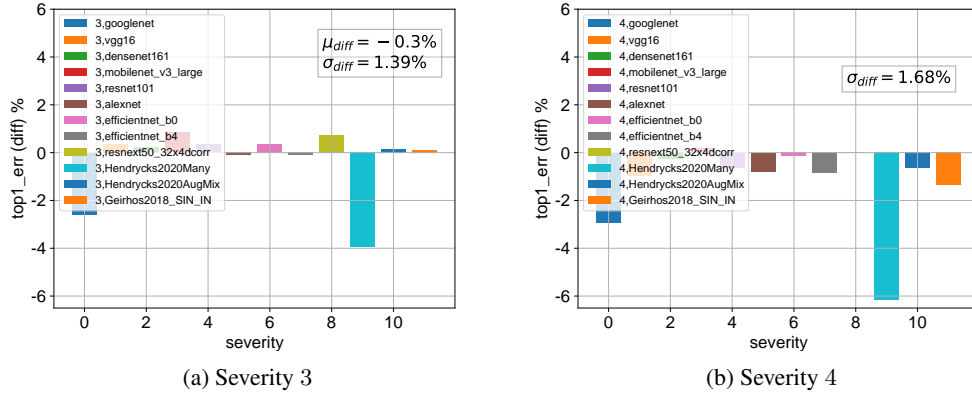 6
4
2
0
-2
-4
-6
top1_err (diff) %
3,googlenet
3,vgg16
3,densenet161
3,mobilenet_v3_large
3,resnet101
3,alexnet
3,efficientnet_b0
3,efficientnet_b4
3,resnext50_32x4dcorr
3,Hendrycks2020Many
3,Hendrycks2020AugMix
3,Geirhos2018_SIN_IN
μdiff = − 0.3%
σdiff = 1.39%
0 2 4 6 8 10
severity
(a) Severity 3
6
4
2
0
-2
-4
-6
top1_err (diff) %
4,googlenet
4,vgg16
4,densenet161
4,mobilenet_v3_large
4,resnet101
4,alexnet
4,efficientnet_b0
4,efficientnet_b4
4,resnext50_32x4dcorr
4,Hendrycks2020Many
4,Hendrycks2020AugMix
4,Geirhos2018_SIN_IN
σdiff = 1.68%
0 2 4 6 8 10
severity
(b) Severity 4